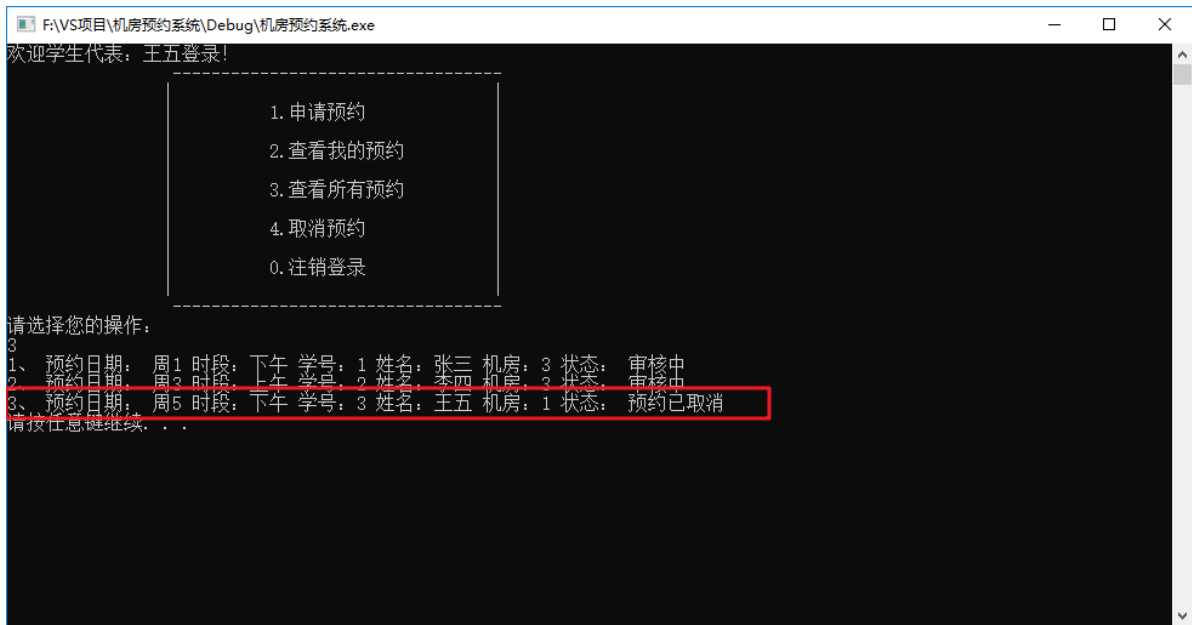 F:\VS项目\机房预约系统\Debug\机房预约系统.exe
欢迎学生代表：王五登录！
----------------------------------
1.申请预约
2.查看我的预约
3.查看所有预约
4.取消预约
0.注销登录
----------------------------------
请选择您的操作：
3
1、 预约日期： 周1 时段：下午 学号：1 姓名：张三 机房：3 状态： 审核中
2、 预约日期： 周3 时段：上午 学号：2 姓名：李四 机房：3 状态： 审核中
3、 预约日期： 周5 时段：下午 学号：3 姓名：王五 机房：1 状态： 预约已取消
请按任意键继续. . .